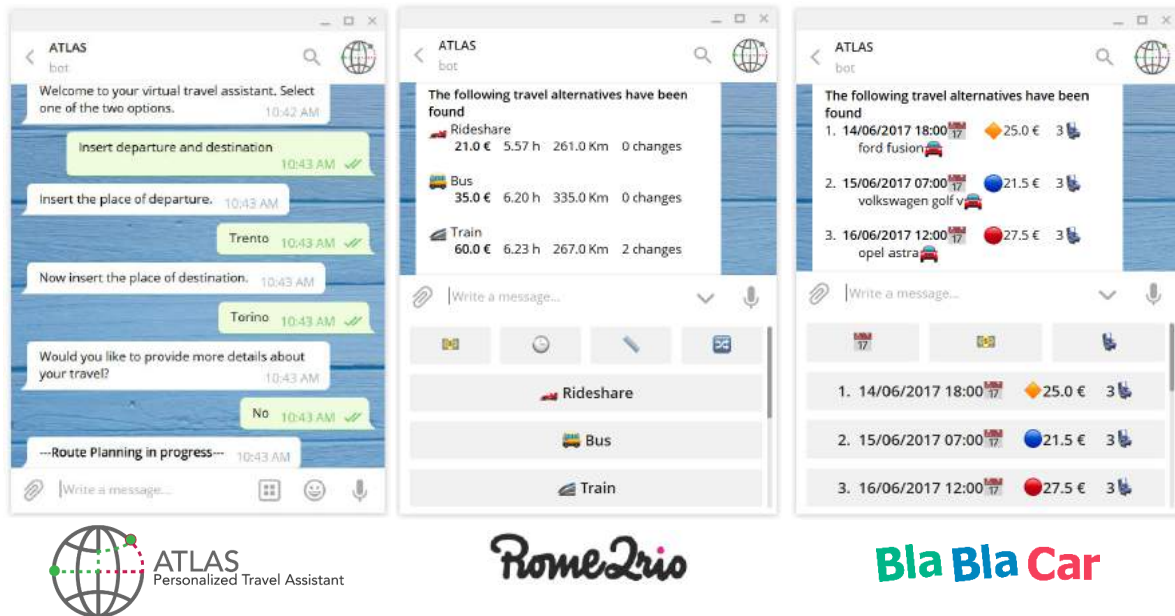 ATLAS
bot
Welcome to your virtual travel assistant. Select
one of the two options.
10:42 AM
Insert departure and destination
10:43 AM
Insert the place of departure. 10:43 AM
Trento 10:43 AM
Now insert the place of destination. 10:43 AM
Torino 10:43 AM
Would you like to provide more details about
your travel?
10:43 AM
No 10:43 AM
---Route Planning in progress--- 10:43 AM
Write a message...
ATLAS
Personalized Travel Assistant
ATLAS
bot
The following travel alternatives have been
found
Rideshare
21.0 € 5.57 h 261.0 Km 0 changes
Bus
35.0 € 6.20 h 335.0 Km 0 changes
Train
60.0 € 6.23 h 267.0 Km 2 changes
Write a message...
Rideshare
Bus
Train
Rome2rio
ATLAS
bot
The following travel alternatives have been
found
1. 14/06/2017 18:00 17 25.0 € 3
ford fusion
2. 15/06/2017 07:00 17 21.5 € 3
volkswagen golf v
3. 16/06/2017 12:00 17 27.5 € 3
opel astra
Write a message...
17
1. 14/06/2017 18:00 17 25.0 € 3
2. 15/06/2017 07:00 17 21.5 € 3
3. 16/06/2017 12:00 17 27.5 € 3
Bla Bla Car